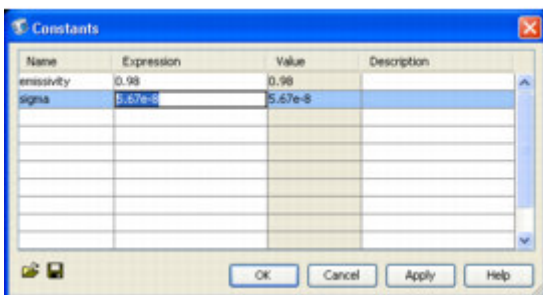 Constants
Name Expression Value Description
emissivity 0.98 0.98
sigma 5.67e-8 5.67e-8
OK Cancel Apply Help